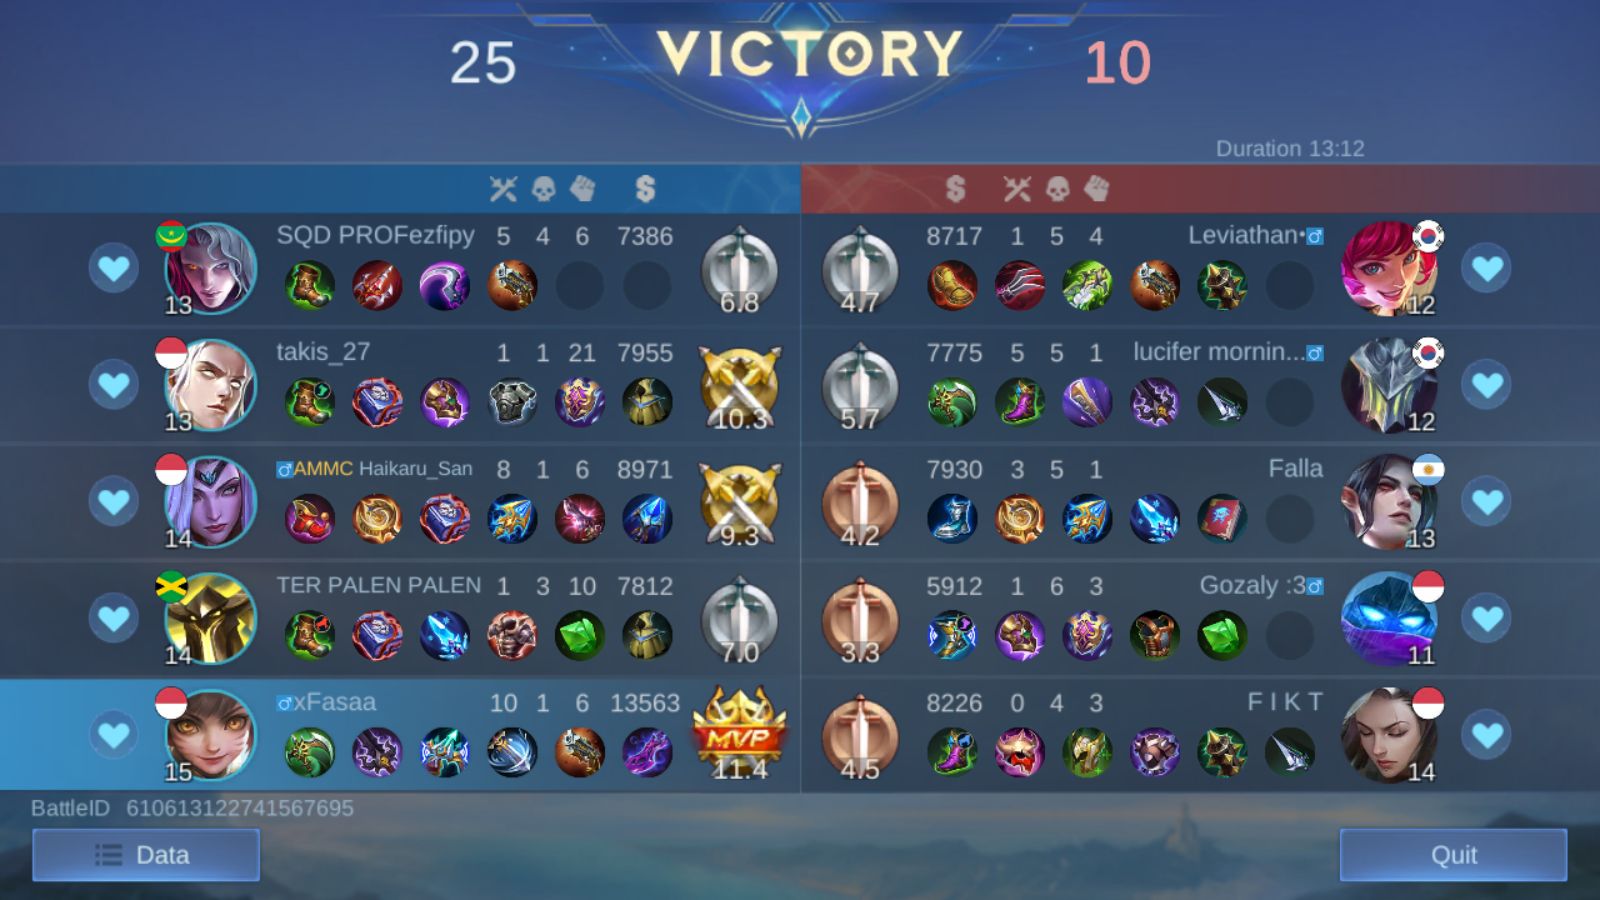 25 VICTORY 10
Duration 13:12
SQD PROFezfipy 5 4 6 7386 8717 1 5 4 Leviathan•
13 6.8 4.7 12
takis_27 1 1 21 7955 7775 5 5 1 lucifer mornin...
13 10.3 5.7 12
AMMC Haikaru_San 8 1 6 8971 7930 3 5 1 Falla
14 9.3 4.2 13
TER PALEN PALEN 1 3 10 7812 5912 1 6 3 Gozaly :3
14 7.0 3.3 11
xFasaa 10 1 6 13563 8226 0 4 3 F I K T
MVP
15 11.4 4.5 14
BattleID 610613122741567695
Data Quit